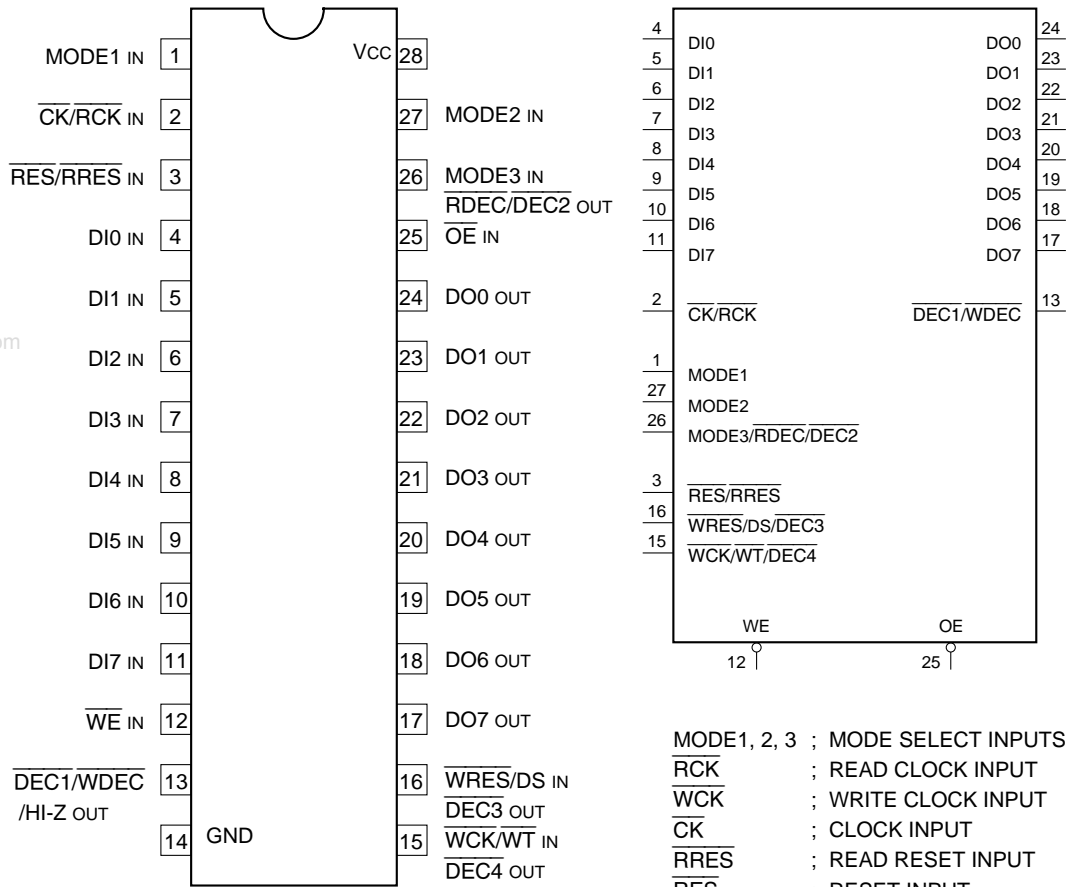 MODE1 IN 1
CK/RCK IN 2
RES/RRES IN 3
DI0 IN 4
DI1 IN 5
DI2 IN 6
DI3 IN 7
DI4 IN 8
DI5 IN 9
DI6 IN 10
DI7 IN 11
WE IN 12
DEC1/WDEC 13
/HI-Z OUT
14 GND
VCC 28
27 MODE2 IN
26 MODE3 IN
RDEC/DEC2 OUT
25 OE IN
24 DO0 OUT
23 DO1 OUT
22 DO2 OUT
21 DO3 OUT
20 DO4 OUT
19 DO5 OUT
18 DO6 OUT
17 DO7 OUT
16 WRES/DS IN
DEC3 OUT
15 WCK/WT IN
DEC4 OUT
om
4 DI0 DO0 24
5 DI1 DO1 23
6 DI2 DO2 22
7 DI3 DO3 21
8 DI4 DO4 20
9 DI5 DO5 19
10 DI6 DO6 18
11 DI7 DO7 17
2 CK/RCK DEC1/WDEC 13
1 MODE1
27 MODE2
26 MODE3/RDEC/DEC2
3 RES/RRES
16 WRES/DS/DEC3
15 WCK/WT/DEC4
WE OE
12 25
MODE1, 2, 3 ; MODE SELECT INPUTS
RCK ; READ CLOCK INPUT
WCK ; WRITE CLOCK INPUT
CK ; CLOCK INPUT
RRES ; READ RESET INPUT
RES ; RESET INPUT